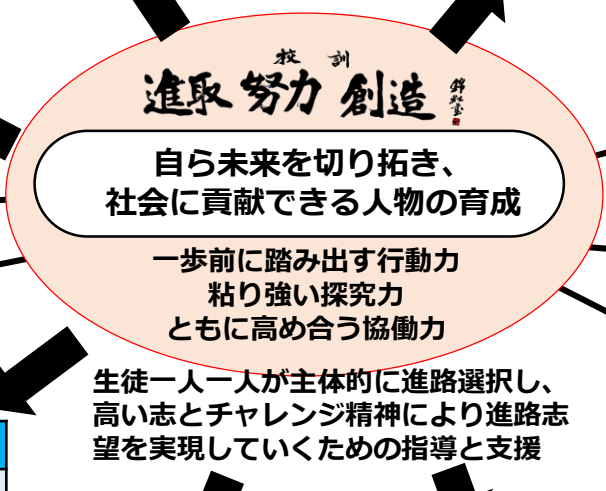 校訓
進取 努力 創造
自ら未来を切り拓き、
社会に貢献できる人物の育成
一歩前に踏み出す行動力
粘り強い探究力
ともに高め合う協働力
生徒一人一人が主体的に進路選択し、
高い志とチャレンジ精神により進路志
望を実現していくための指導と支援